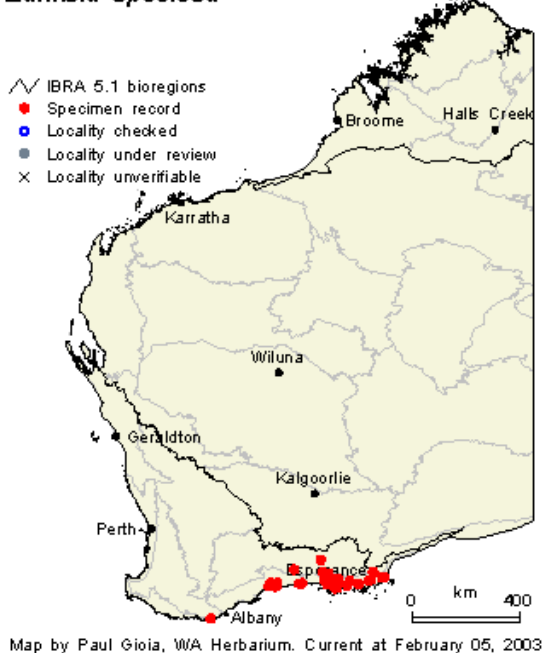 IBRA 5.1 bioregions
Specimen record
Locality checked
Locality under review
Locality unverifiable
Broome
Halls Creek
Karratha
Wiluna
Geraldton
Kalgoorlie
Perth
Esperance
Albany
km
0 400
Map by Paul Gioia, WA Herbarium. Current at February 05, 2003